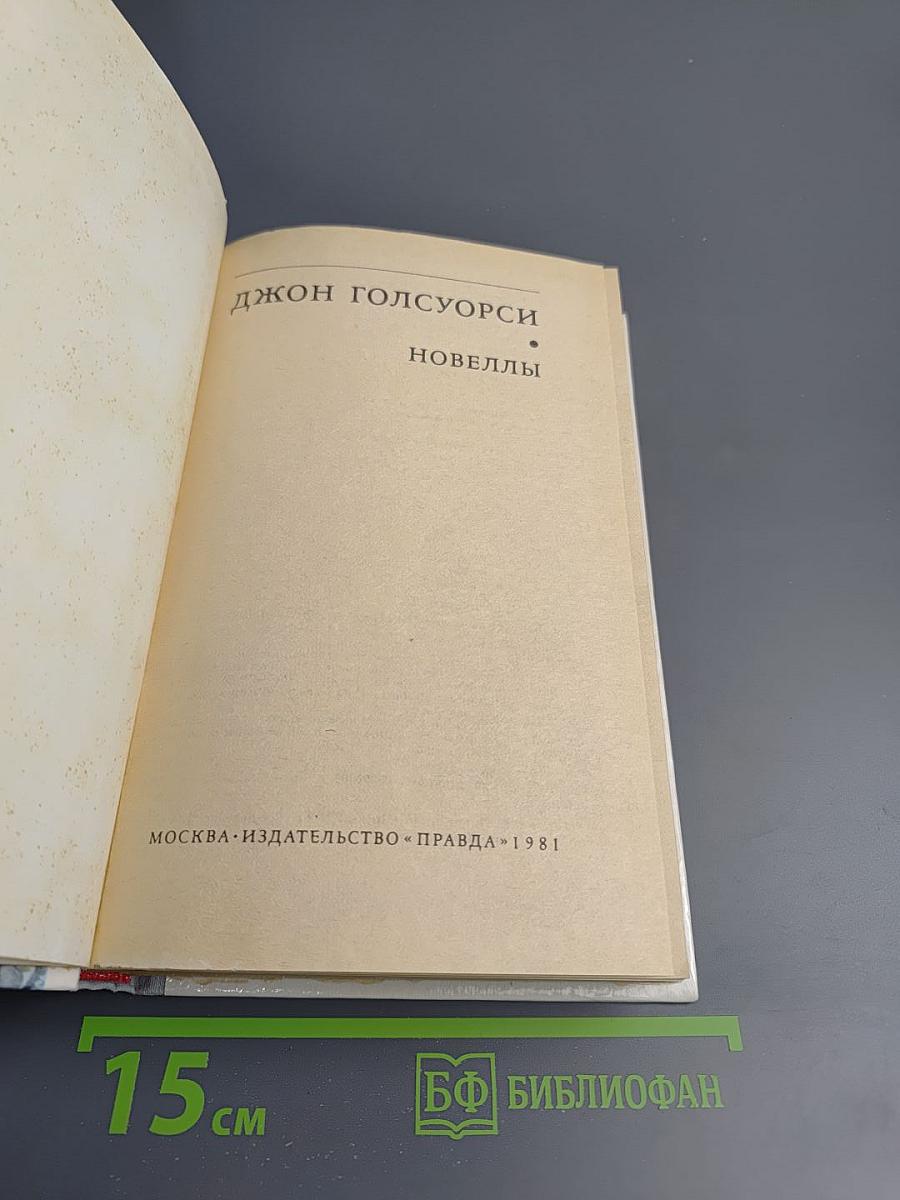 ДЖОН ГОЛСУОРСИ
•
НОВЕЛЛЫ
МОСКВА • ИЗДАТЕЛЬСТВО «ПРАВДА» 1981
15 см
БФ БИБЛИОФАН